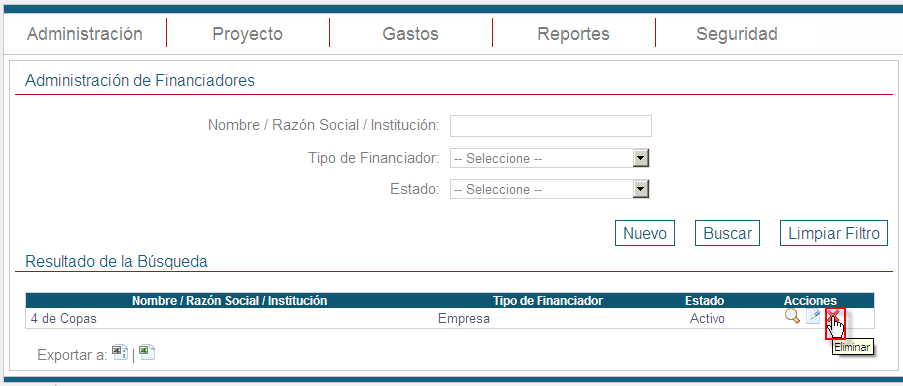 Administración Proyecto Gastos Reportes Seguridad
Administración de Financiadores
Nombre / Razón Social / Institución:
Tipo de Financiador: -- Seleccione --
Estado: -- Seleccione --
Nuevo Buscar Limpiar Filtro
Resultado de la Búsqueda
Nombre / Razón Social / Institución Tipo de Financiador Estado Acciones
4 de Copas Empresa Activo
Eliminar
Exportar a: |